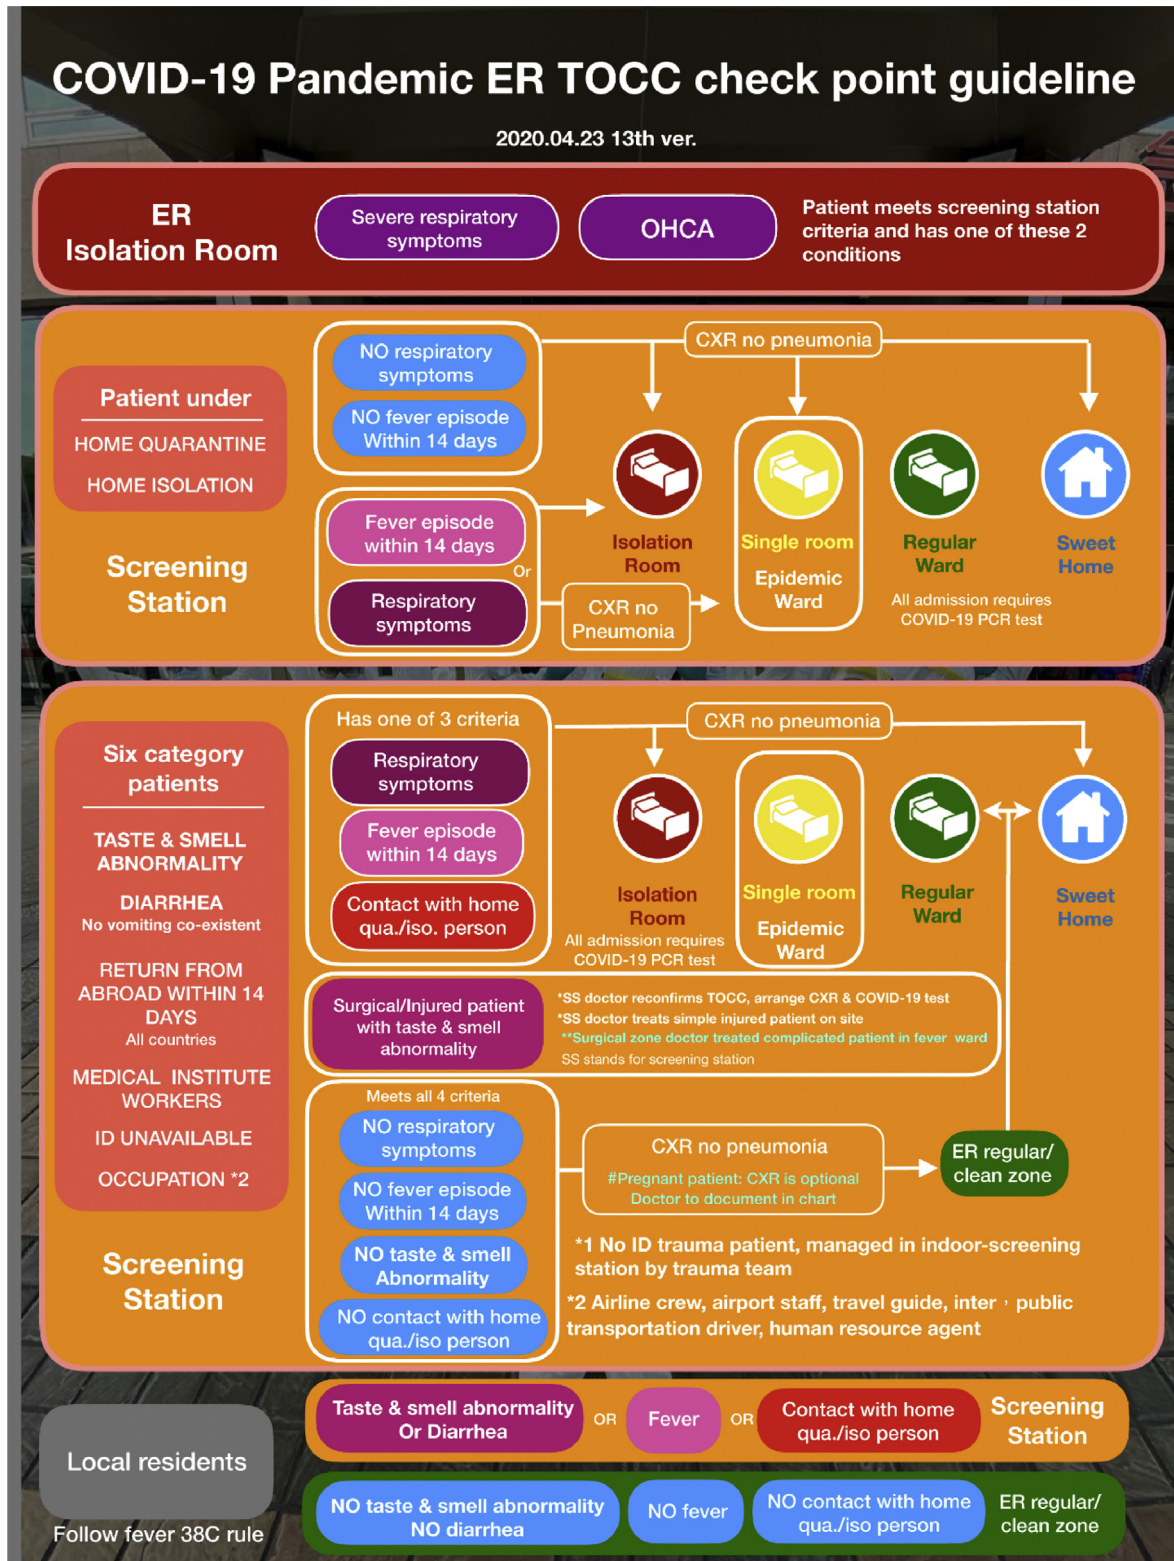 COVID-19 Pandemic ER TOCC check point guideline
2020.04.23 13th ver.
ER
Isolation Room
Severe respiratory
symptoms
OHCA
Patient meets screening station
criteria and has one of these 2
conditions
Patient under
HOME QUARANTINE
HOME ISOLATION
Screening
Station
NO respiratory
symptoms
NO fever episode
Within 14 days
CXR no pneumonia
Fever episode
within 14 days
Or
Respiratory
symptoms
CXR no
Pneumonia
Isolation
Room
Single room
Epidemic
Ward
Regular
Ward
All admission requires
COVID-19 PCR test
Sweet
Home
Six category
patients
TASTE & SMELL
ABNORMALITY
DIARRHEA
No vomiting co-existent
RETURN FROM
ABROAD WITHIN 14
DAYS
All countries
MEDICAL INSTITUTE
WORKERS
ID UNAVAILABLE
OCCUPATION *2
Screening
Station
Has one of 3 criteria
Respiratory
symptoms
Fever episode
within 14 days
Contact with home
qua./iso. person
CXR no pneumonia
Isolation
Room
All admission requires
COVID-19 PCR test
Single room
Epidemic
Ward
Regular
Ward
Sweet
Home
Surgical/Injured patient
with taste & smell
abnormality
*SS doctor reconfirms TOCC, arrange CXR & COVID-19 test
*SS doctor treats simple injured patient on site
**Surgical zone doctor treated complicated patient in fever ward
SS stands for screening station
Meets all 4 criteria
NO respiratory
symptoms
NO fever episode
Within 14 days
NO taste & smell
Abnormality
NO contact with home
qua./iso person
CXR no pneumonia
#Pregnant patient: CXR is optional
Doctor to document in chart
ER regular/
clean zone
*1 No ID trauma patient, managed in indoor-screening
station by trauma team
*2 Airline crew, airport staff, travel guide, inter，public
transportation driver, human resource agent
Local residents
Follow fever 38C rule
Taste & smell abnormality
Or Diarrhea
OR
Fever
OR
Contact with home
qua./iso person
Screening
Station
NO taste & smell abnormality
NO diarrhea
NO fever
NO contact with home
qua./iso person
ER regular/
clean zone